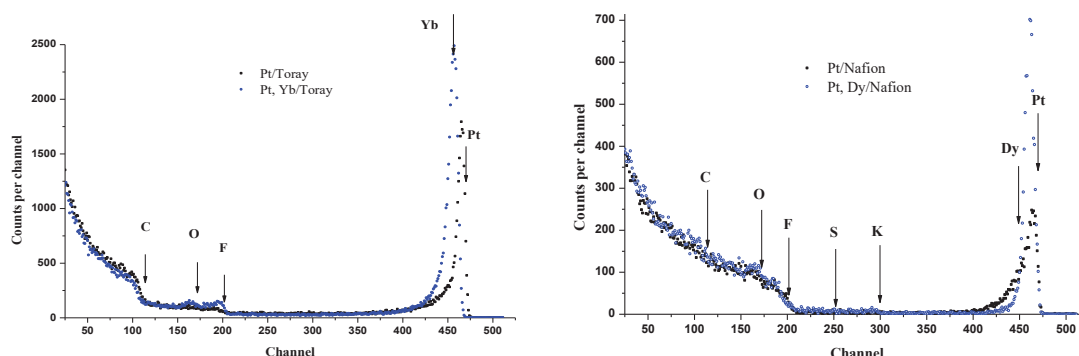 Yb
2500
Pt/Toray
Pt, Yb/Toray
2000
1500
Pt
1000
C
O
F
500
0
50 100 150 200 250 300 350 400 450 500
Counts per channel
Channel
700
Pt/Nafion
Pt, Dy/Nafion
600
Pt
500
Dy
400
C
300
O
F
S
K
200
100
0
50 100 150 200 250 300 350 400 450 500
Counts per channel
Channel